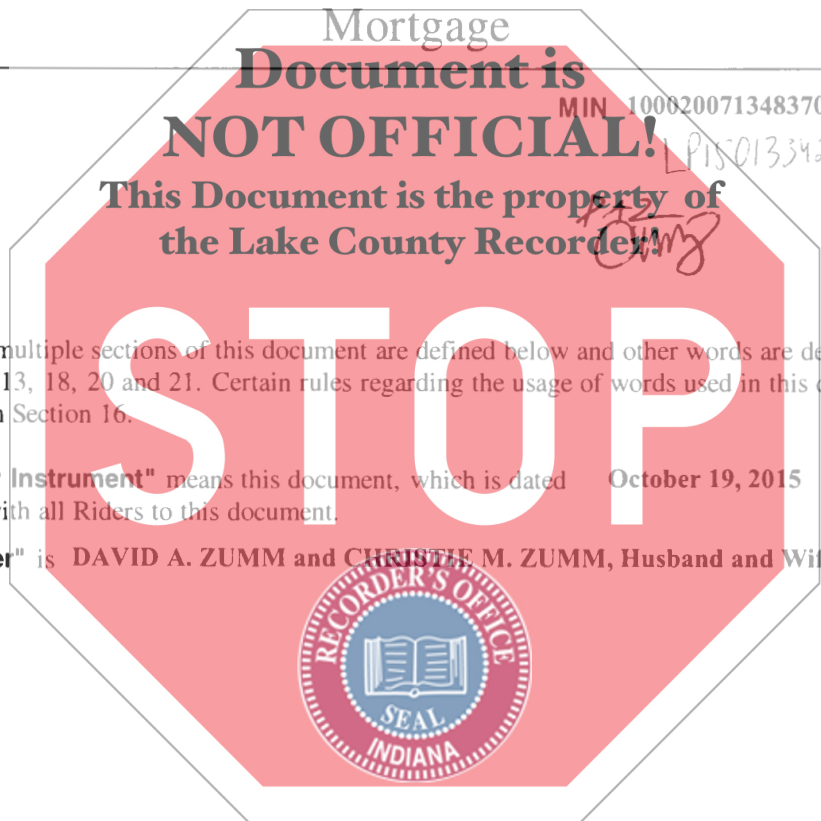 Mortgage
Document is
NOT OFFICIAL!
MIN 10002007134837
LP1501334
This Document is the property of
the Lake County Recorder!
STOP
multiple sections of this document are defined below and other words are de
13, 18, 20 and 21. Certain rules regarding the usage of words used in this
Section 16.
Instrument" means this document, which is dated October 19, 2015
with all Riders to this document.
er" is DAVID A. ZUMM and CHRISTIE M. ZUMM, Husband and Wif
RECORDER'S OFFICE
SEAL
INDIANA